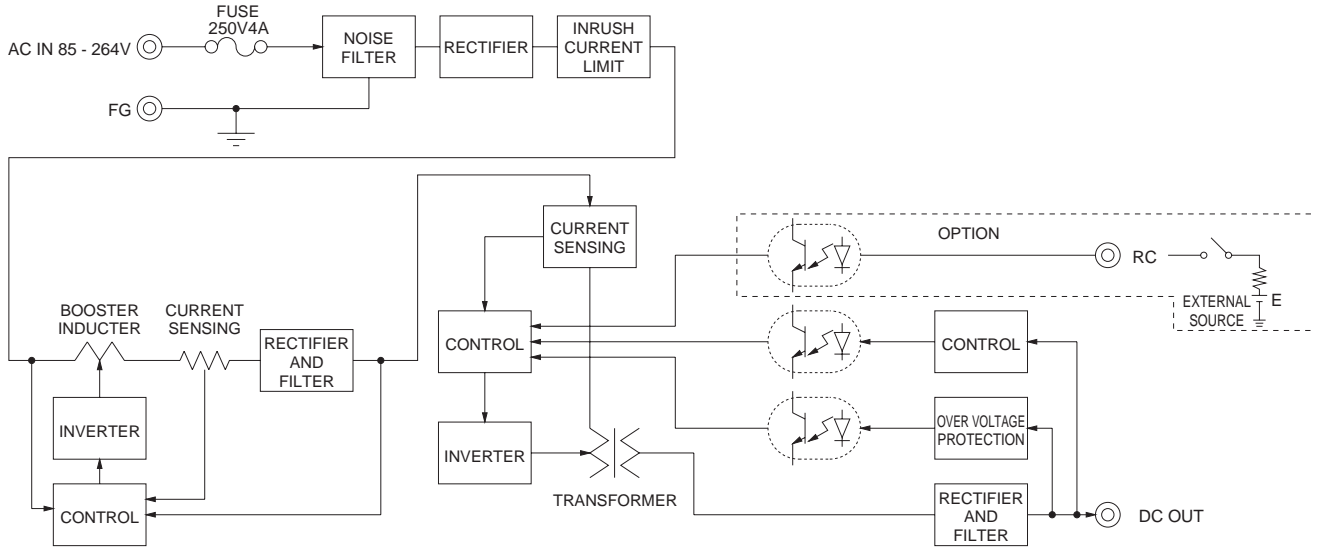 FUSE
250V4A
AC IN 85 - 264V
NOISE
FILTER
RECTIFIER
INRUSH
CURRENT
LIMIT
FG
CURRENT
SENSING
OPTION
RC
EXTERNAL
SOURCE
E
BOOSTER
INDUCTER
CURRENT
SENSING
RECTIFIER
AND
FILTER
CONTROL
CONTROL
INVERTER
INVERTER
OVER VOLTAGE
PROTECTION
TRANSFORMER
CONTROL
RECTIFIER
AND
FILTER
DC OUT